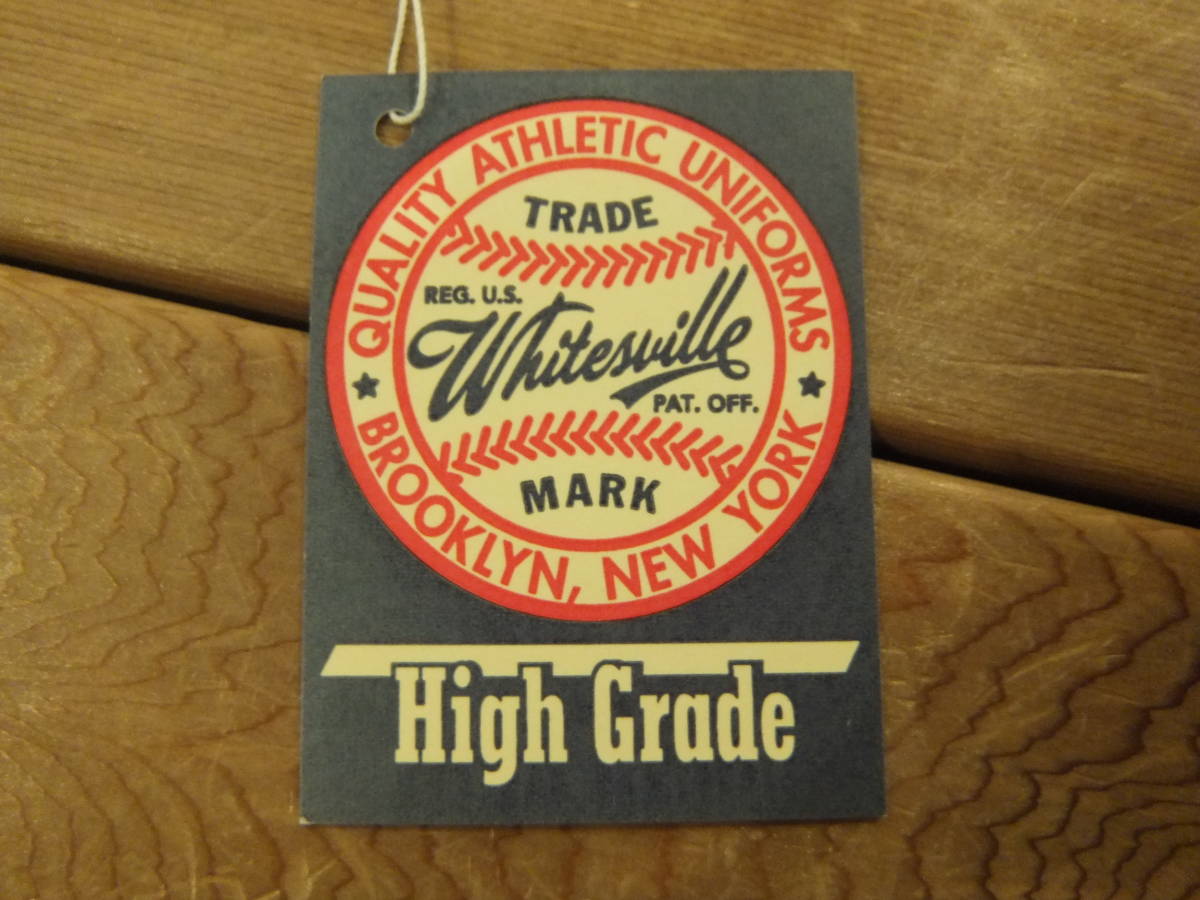 QUALITY ATHLETIC UNIFORMS
TRADE
REG. U.S.
Whitesville
PAT. OFF.
MARK
BROOKLYN, NEW YORK
High Grade